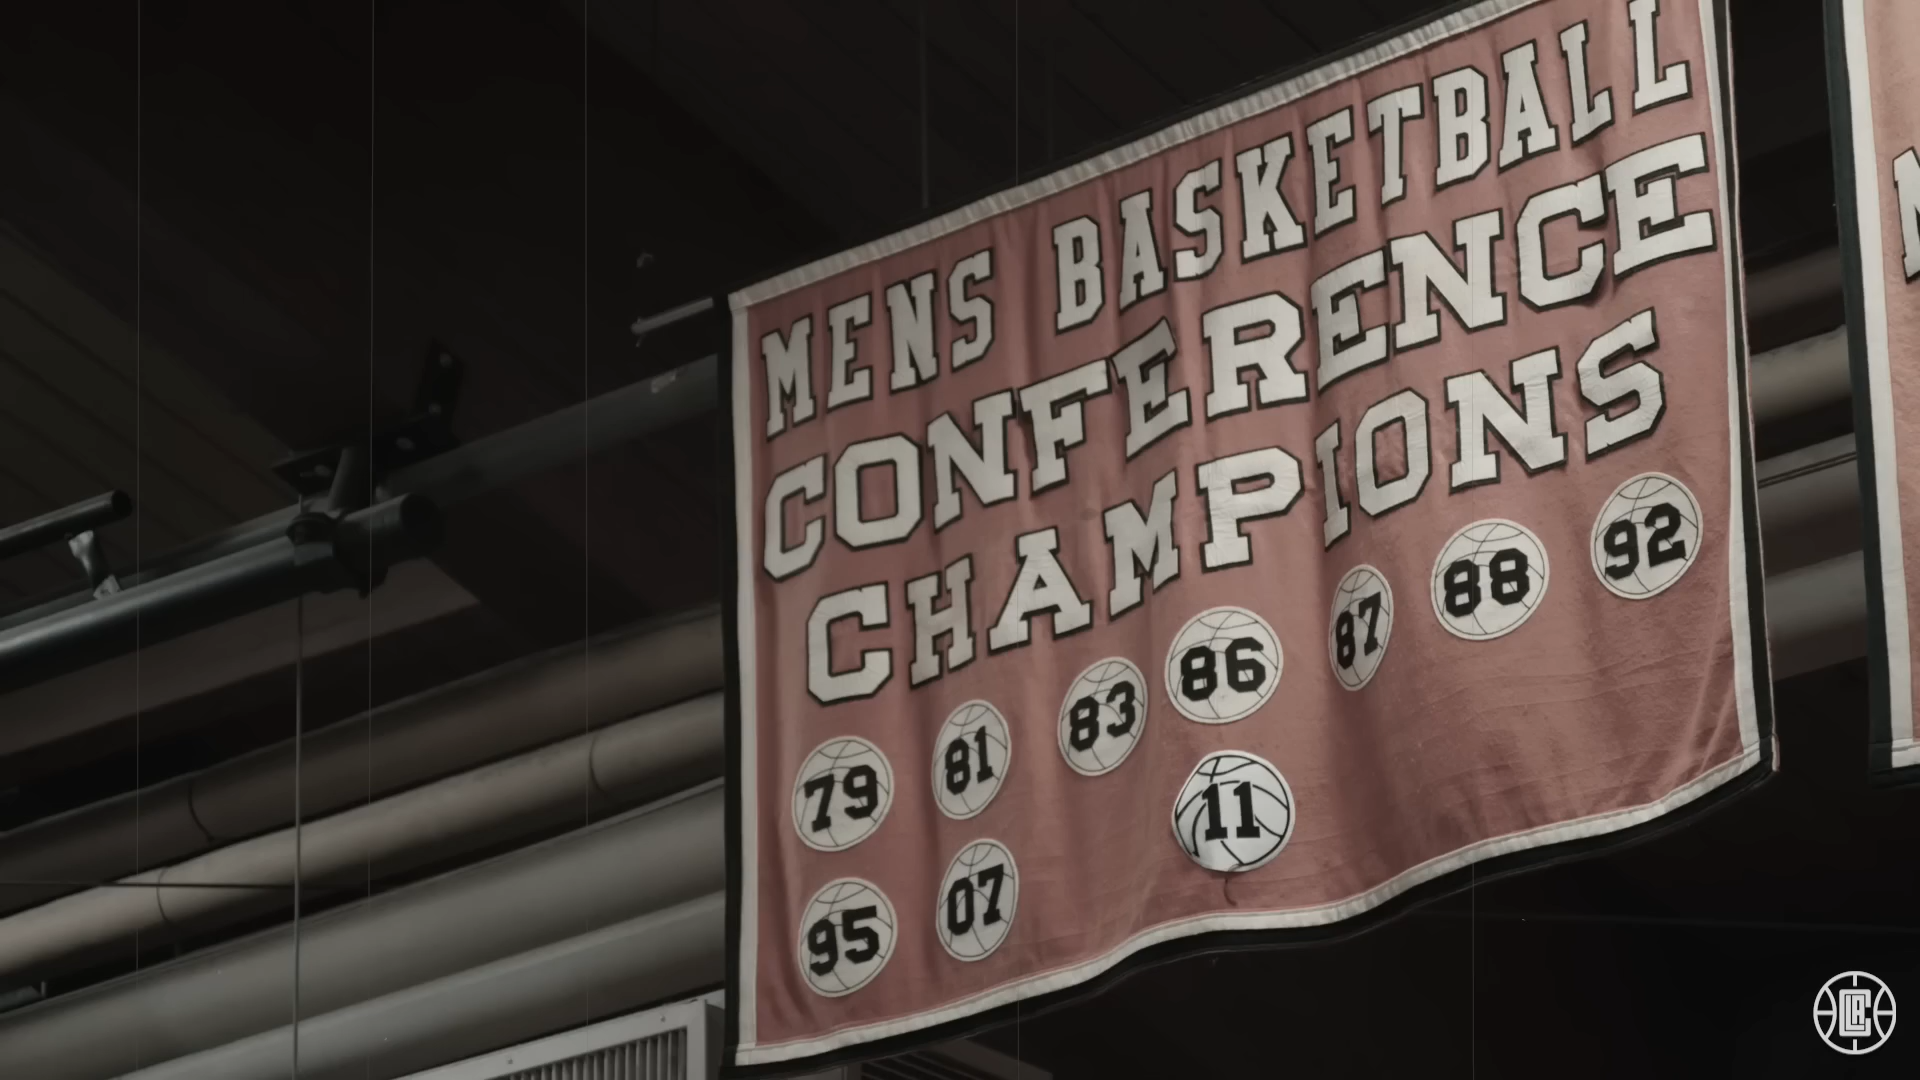 MENS BASKETBALL
CONFERENCE
CHAMPIONS
79 81 83 86 87 88 92
95 07 11